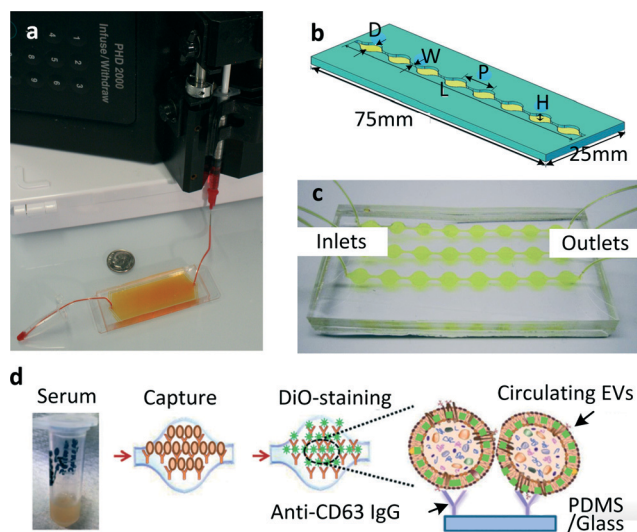 a
PHD 2000
Infuse/Withdraw
b
D
W
P
L
H
75mm
25mm
c
Inlets
Outlets
d
Serum
Capture
DiO-staining
Circulating EVs
Anti-CD63 IgG
PDMS
/Glass